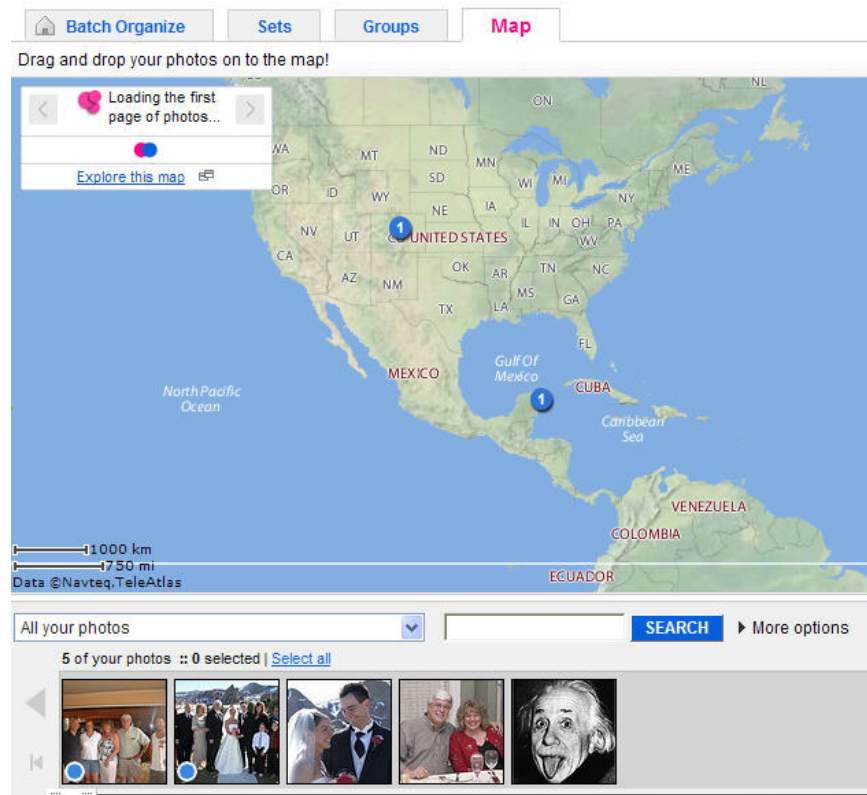 Batch Organize
Sets
Groups
Map
Drag and drop your photos on to the map!
Loading the first
page of photos...
Explore this map
NL
ON
WA
MT
ND
MN
ME
OR
ID
SD
WI
MI
WY
NY
NE
IA
IL
IN
OH
PA
NV
UT
UNITED STATES
WV
CA
1
AZ
NM
OK
AR
TN
NC
MS
TX
LA
GA
FL
Gulf Of
Mexico
MEXICO
CUBA
1
North Pacific
Ocean
Caribbean
Sea
VENEZUELA
COLOMBIA
ECUADOR
1000 km
750 mi
Data ©Navteq,TeleAtlas
All your photos
SEARCH
More options
5 of your photos :: 0 selected | Select all